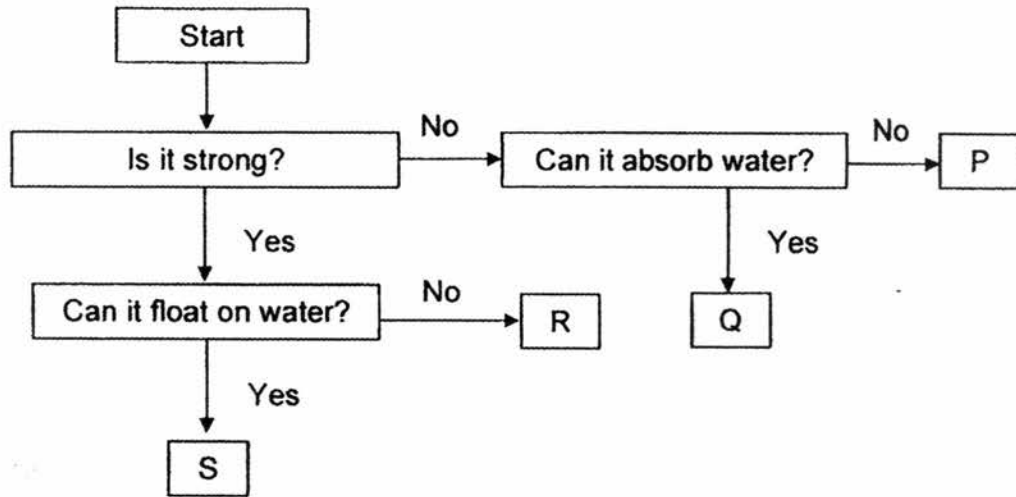 Start
No
No
Is it strong?
Can it absorb water?
P
Yes
Yes
Can it float on water?
No
R
Q
Yes
S